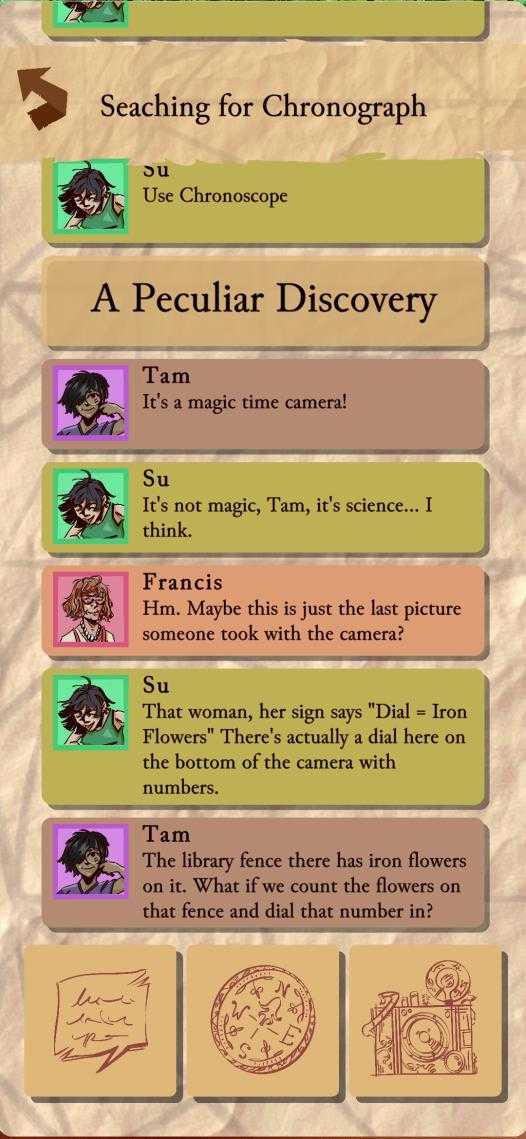 Seaching for Chronograph
Su
Use Chronoscope
A Peculiar Discovery
Tam
It's a magic time camera!
Su
It's not magic, Tam, it's science... I
think.
Francis
Hm. Maybe this is just the last picture
someone took with the camera?
Su
That woman, her sign says "Dial = Iron
Flowers" There's actually a dial here on
the bottom of the camera with
numbers.
Tam
The library fence there has iron flowers
on it. What if we count the flowers on
that fence and dial that number in?